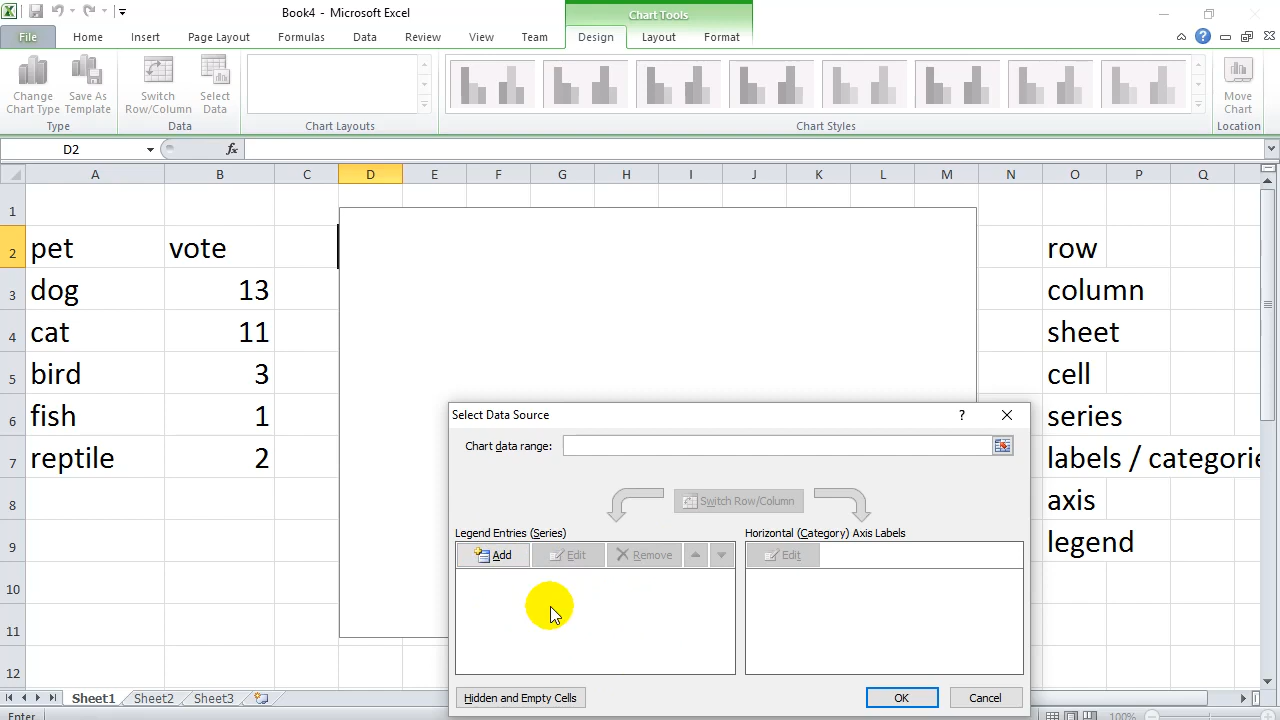 Book4 - Microsoft Excel
Chart Tools
File Home Insert Page Layout Formulas Data Review View Team Design Layout Format
Change Chart Type
Save As Template
Switch Row/Column
Select Data
Move Chart
Type Data Chart Layouts Chart Styles Location
D2 fx
A B C D E F G H I J K L M N O P Q
1
2 pet vote row
3 dog 13 column
4 cat 11 sheet
5 bird 3 cell
6 fish 1 series
7 reptile 2 labels / categorie
8 axis
9 legend
10
11
12
Select Data Source
Chart data range:
Switch Row/Column
Legend Entries (Series)
Horizontal (Category) Axis Labels
Add Edit Remove Edit
Hidden and Empty Cells
OK Cancel
Sheet1 Sheet2 Sheet3
Enter 100%